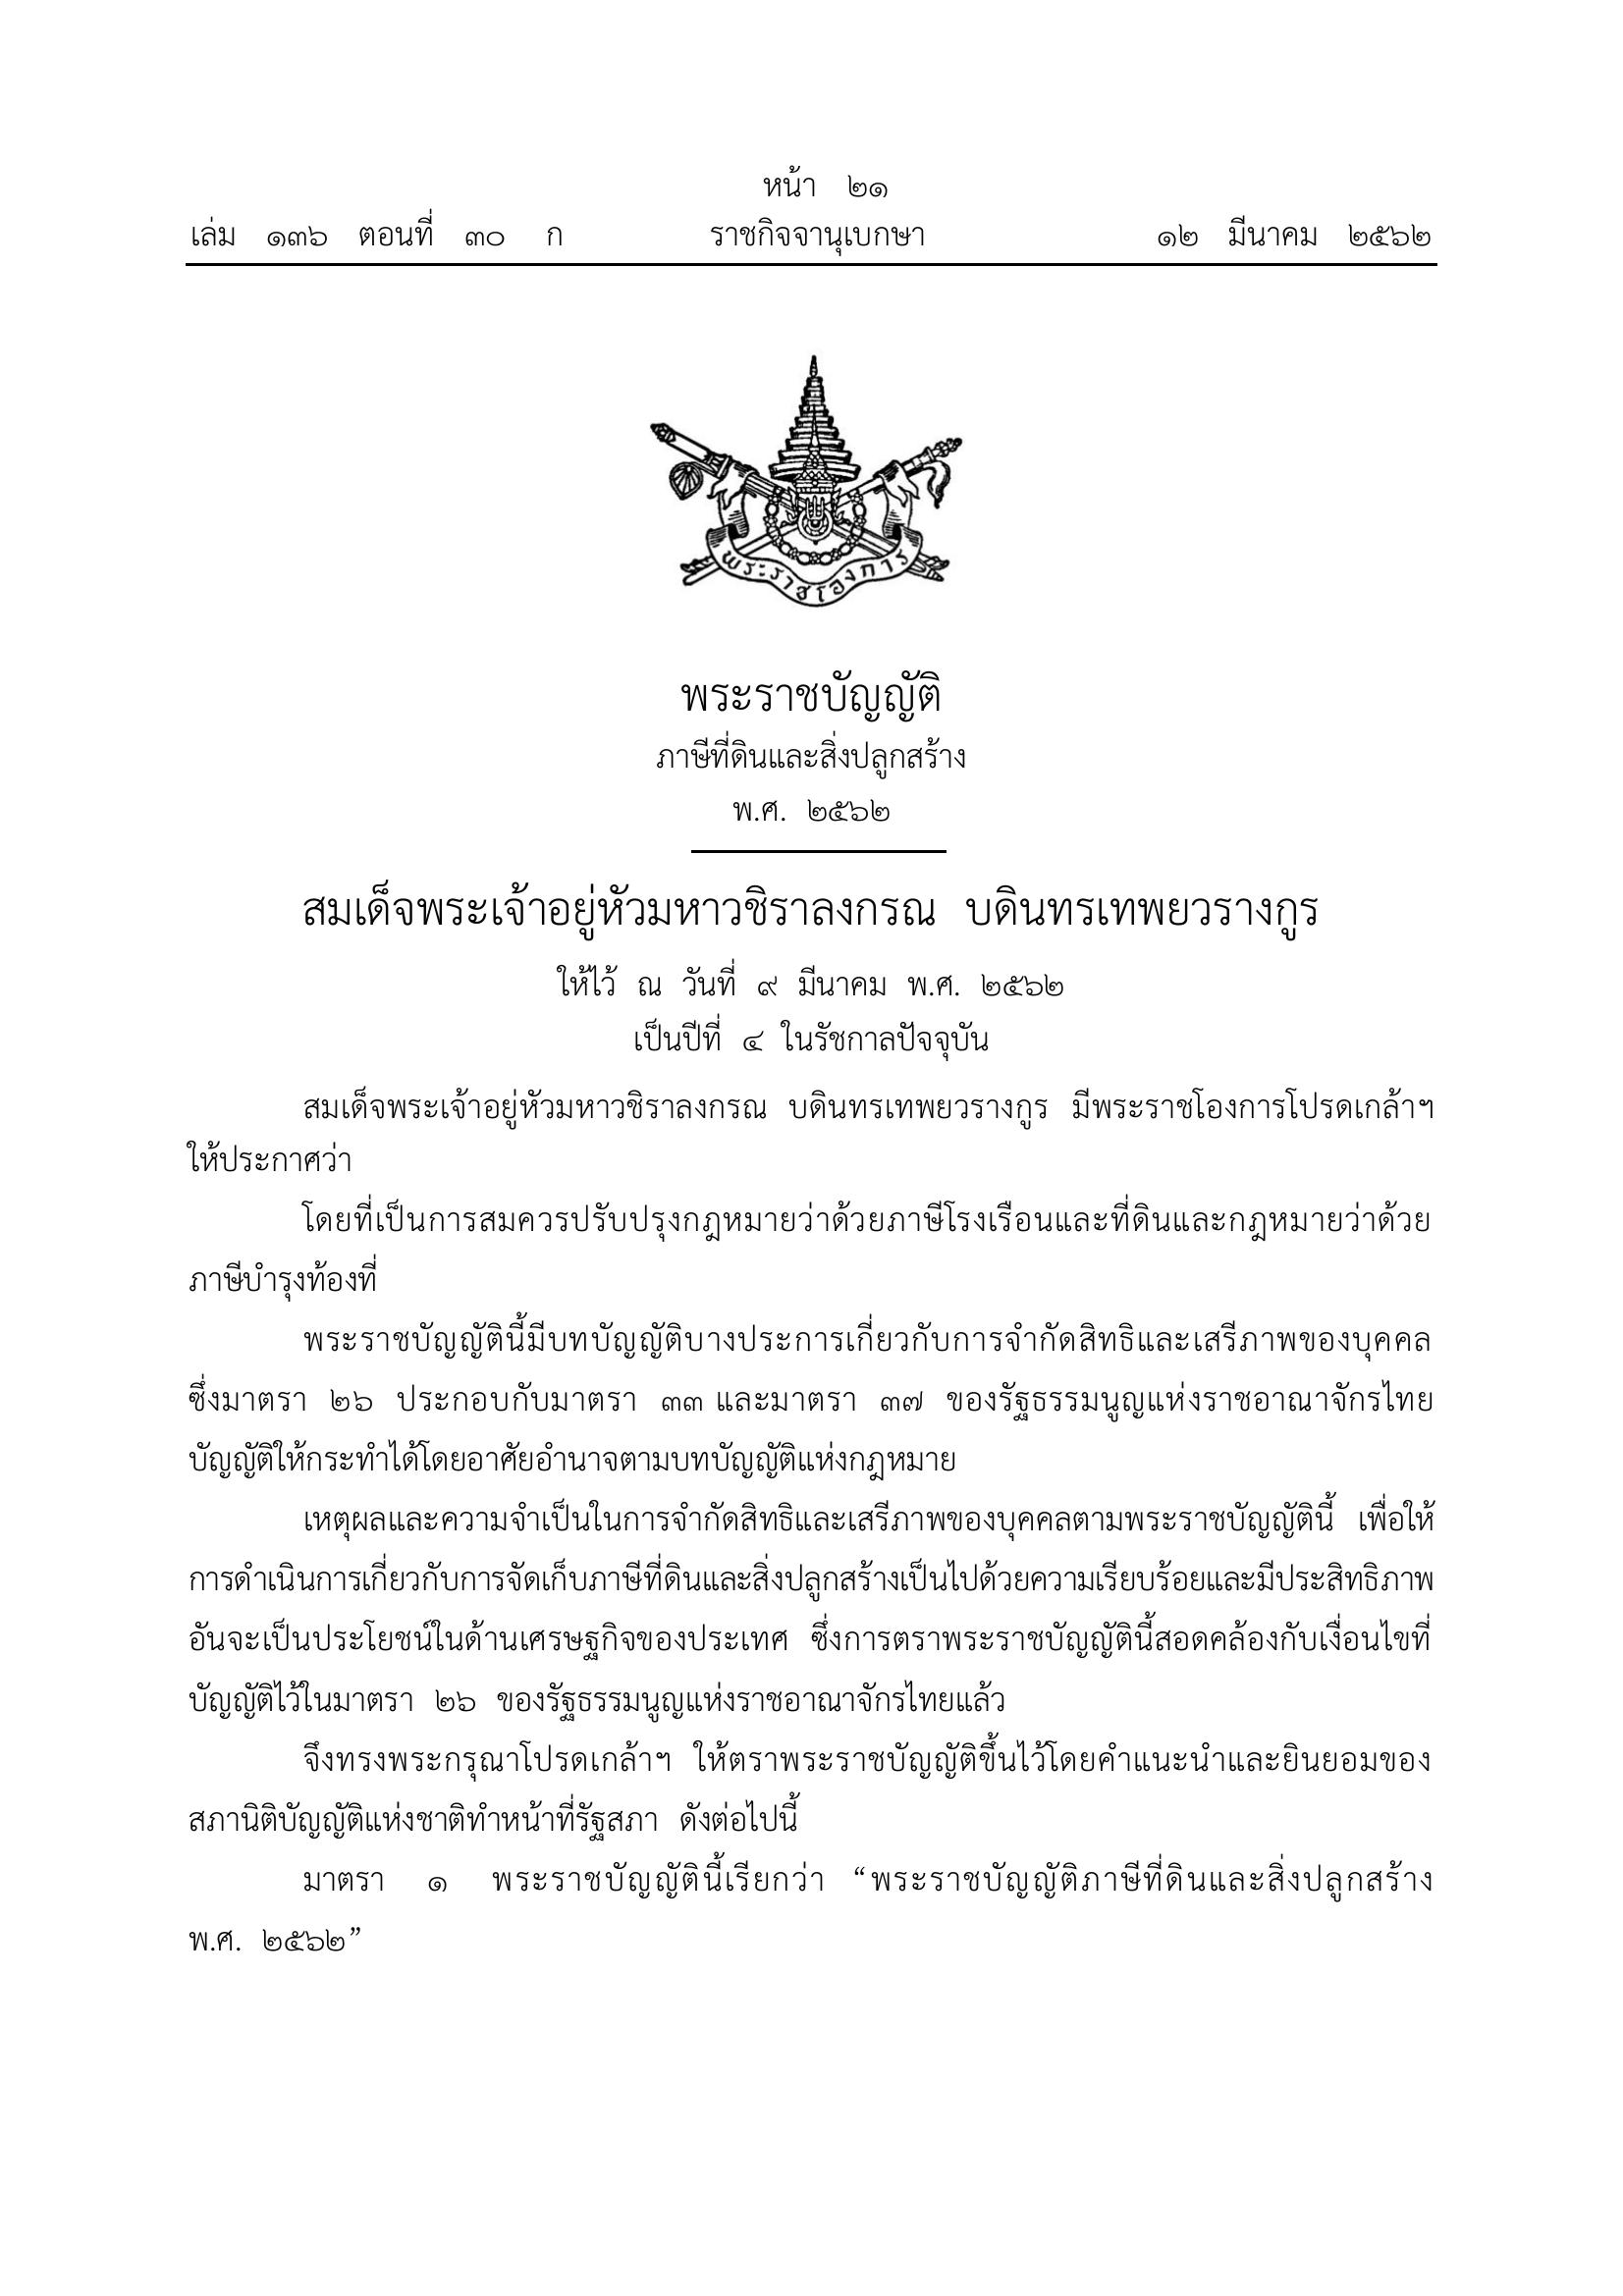 หน้า ๒๑
เล่ม ๑๓๖ ตอนที่ ๓๐ ก ราชกิจจานุเบกษา ๑๒ มีนาคม ๒๕๖๒
พระราชโองการ
พระราชบัญญัติ
ภาษีที่ดินและสิ่งปลูกสร้าง
พ.ศ. ๒๕๖๒
สมเด็จพระเจ้าอยู่หัวมหาวชิราลงกรณ บดินทรเทพยวรางกูร
ให้ไว้ ณ วันที่ ๙ มีนาคม พ.ศ. ๒๕๖๒
เป็นปีที่ ๔ ในรัชกาลปัจจุบัน
สมเด็จพระเจ้าอยู่หัวมหาวชิราลงกรณ บดินทรเทพยวรางกูร มีพระราชโองการโปรดเกล้าฯ
ให้ประกาศว่า
โดยที่เป็นการสมควรปรับปรุงกฎหมายว่าด้วยภาษีโรงเรือนและที่ดินและกฎหมายว่าด้วย
ภาษีบำรุงท้องที่
พระราชบัญญัตินี้มีบทบัญญัติบางประการเกี่ยวกับการจำกัดสิทธิและเสรีภาพของบุคคล
ซึ่งมาตรา ๒๖ ประกอบกับมาตรา ๓๓ และมาตรา ๓๗ ของรัฐธรรมนูญแห่งราชอาณาจักรไทย
บัญญัติให้กระทำได้โดยอาศัยอำนาจตามบทบัญญัติแห่งกฎหมาย
เหตุผลและความจำเป็นในการจำกัดสิทธิและเสรีภาพของบุคคลตามพระราชบัญญัตินี้ เพื่อให้
การดำเนินการเกี่ยวกับการจัดเก็บภาษีที่ดินและสิ่งปลูกสร้างเป็นไปด้วยความเรียบร้อยและมีประสิทธิภาพ
อันจะเป็นประโยชน์ในด้านเศรษฐกิจของประเทศ ซึ่งการตราพระราชบัญญัตินี้สอดคล้องกับเงื่อนไขที่
บัญญัติไว้ในมาตรา ๒๖ ของรัฐธรรมนูญแห่งราชอาณาจักรไทยแล้ว
จึงทรงพระกรุณาโปรดเกล้าฯ ให้ตราพระราชบัญญัติขึ้นไว้โดยคำแนะนำและยินยอมของ
สภานิติบัญญัติแห่งชาติทำหน้าที่รัฐสภา ดังต่อไปนี้
มาตรา ๑ พระราชบัญญัตินี้เรียกว่า “พระราชบัญญัติภาษีที่ดินและสิ่งปลูกสร้าง
พ.ศ. ๒๕๖๒”